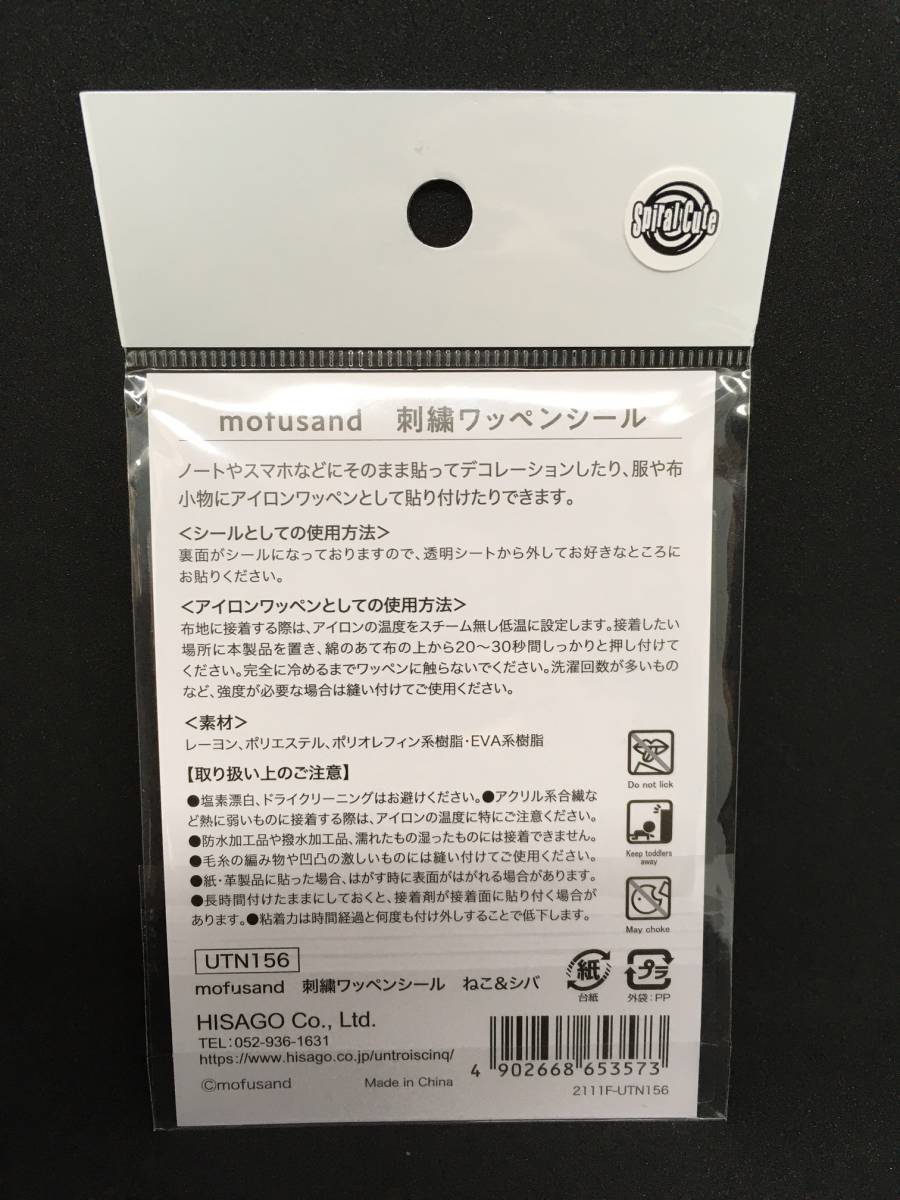 Spiral Cute
mofusand 刺繍ワッペンシール
ノートやスマホなどにそのまま貼ってデコレーションしたり、服や布
小物にアイロンワッペンとして貼り付けたりできます。
<シールとしての使用方法>
裏面がシールになっておりますので、透明シートから外してお好きなところに
お貼りください。
<アイロンワッペンとしての使用方法>
布地に接着する際は、アイロンの温度をスチーム無し低温に設定します。接着したい
場所に本製品を置き、綿のあて布の上から20〜30秒間しっかりと押し付けて
ください。完全に冷めるまでワッペンに触らないでください。洗濯回数が多いもの
など、強度が必要な場合は縫い付けてご使用ください。
<素材>
レーヨン、ポリエステル、ポリオレフィン系樹脂・EVA系樹脂
【取り扱い上のご注意】
●塩素漂白、ドライクリーニングはお避けください。●アクリル系合繊な
ど熱に弱いものに接着する際は、アイロンの温度に特にご注意ください。
●防水加工品や撥水加工品、濡れたもの湿ったものには接着できません。
●毛糸の編み物や凹凸の激しいものには縫い付けてご使用ください。
●紙・革製品に貼った場合、はがす時に表面がはがれる場合があります。
●長時間付けたままにしておくと、接着剤が接着面に貼り付く場合が
あります。●粘着力は時間経過と何度も付け外しすることで低下します。
Do not lick
Keep toddlers
away
May choke
UTN156
mofusand 刺繍ワッペンシール ねこ&シバ
紙
台紙
プラ
外袋:PP
HISAGO Co., Ltd.
TEL:052-936-1631
https://www.hisago.co.jp/untroiscinq/
©mofusand Made in China
4 902668 653573
2111F-UTN156